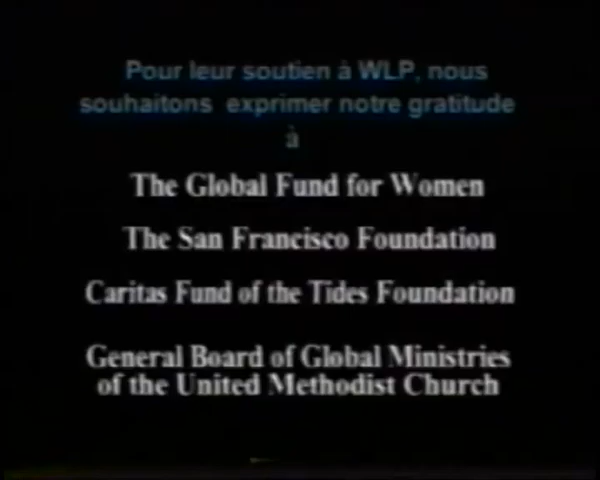 Pour leur soutien à WLP, nous
souhaitons exprimer notre gratitude
à
The Global Fund for Women
The San Francisco Foundation
Caritas Fund of the Tides Foundation
General Board of Global Ministries
of the United Methodist Church